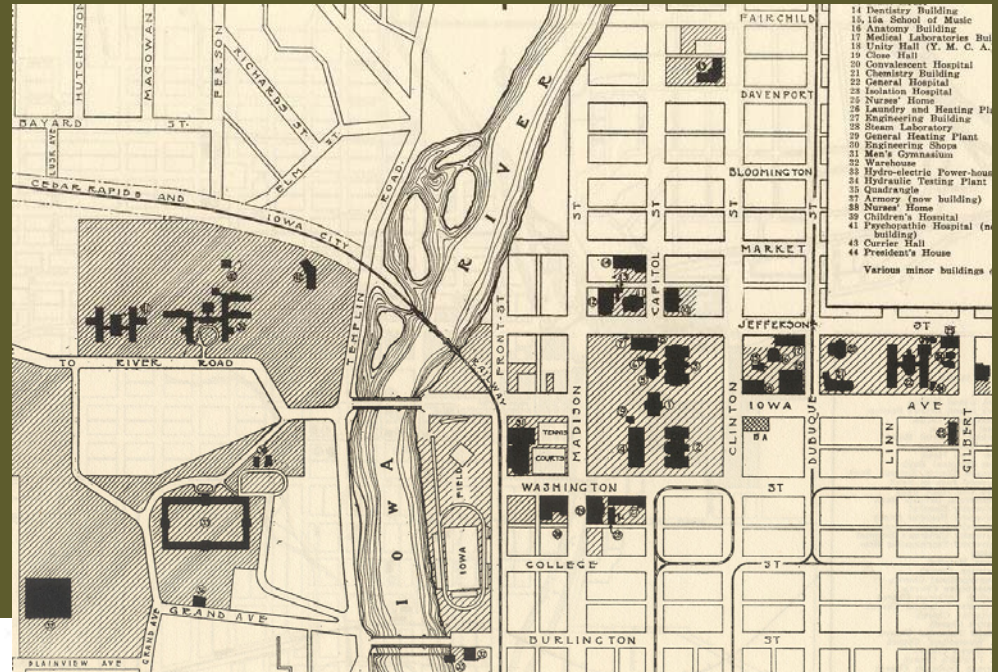 FAIRCHILD
DAVENPORT
BLOOMINGTON
ST
ST
ST
ST
MARKET
CAPITOL
JEFFERSON
ST
HUTCHINSON
MAGOWAN
PERSON
RICHARDS ST.
BAYARD
ST.
LUSK AVE
ELM
ST.
ROAD
CEDAR RAPIDS AND
IOWA CITY
RAILWAY
TEMPLIN
TO
RIVER
ROAD
FRONT-ST
MADISON
CLINTON
DUBUQUE
LINN
GILBERT
IOWA
AVE
TENNIS
COURTS
8A
WASHINGTON
ST
FIELD
IOWA
COLLEGE
ST
BURLINGTON
ST
GRAND AVE
GRAND AVE
PLAINVIEW AVE
IOWA
RIVER
14 Dentistry Building
15, 15a School of Music
16 Anatomy Building
17 Medical Laboratories
18 Unity Hall (Y. M. C. A.
19 Close Hall
20 Convalescent Hospital
21 Chemistry Building
22 General Hospital
23 Isolation Hospital
25 Nurses' Home
26 Laundry and Heating
27 Engineering Building
28 Steam Laboratory
29 General Heating Plant
30 Engineering Shops
31 Men's Gymnasium
32 Warehouse
33 Hydro-electric
34 Hydraulic Testing Plant
35 Quadrangle
37 Armory (now building)
38 Nurses' Home
39 Children's Hospital
41 Psychopathic Hospital
building)
43 Currier Hall
44 President's House
Various minor buildings